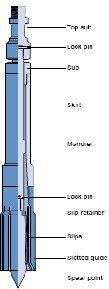 Top sub
Lock pin
Sub
Skirt
Mandrel
Lock pin
Slip retainer
Slips
Slotted guide
Spear point